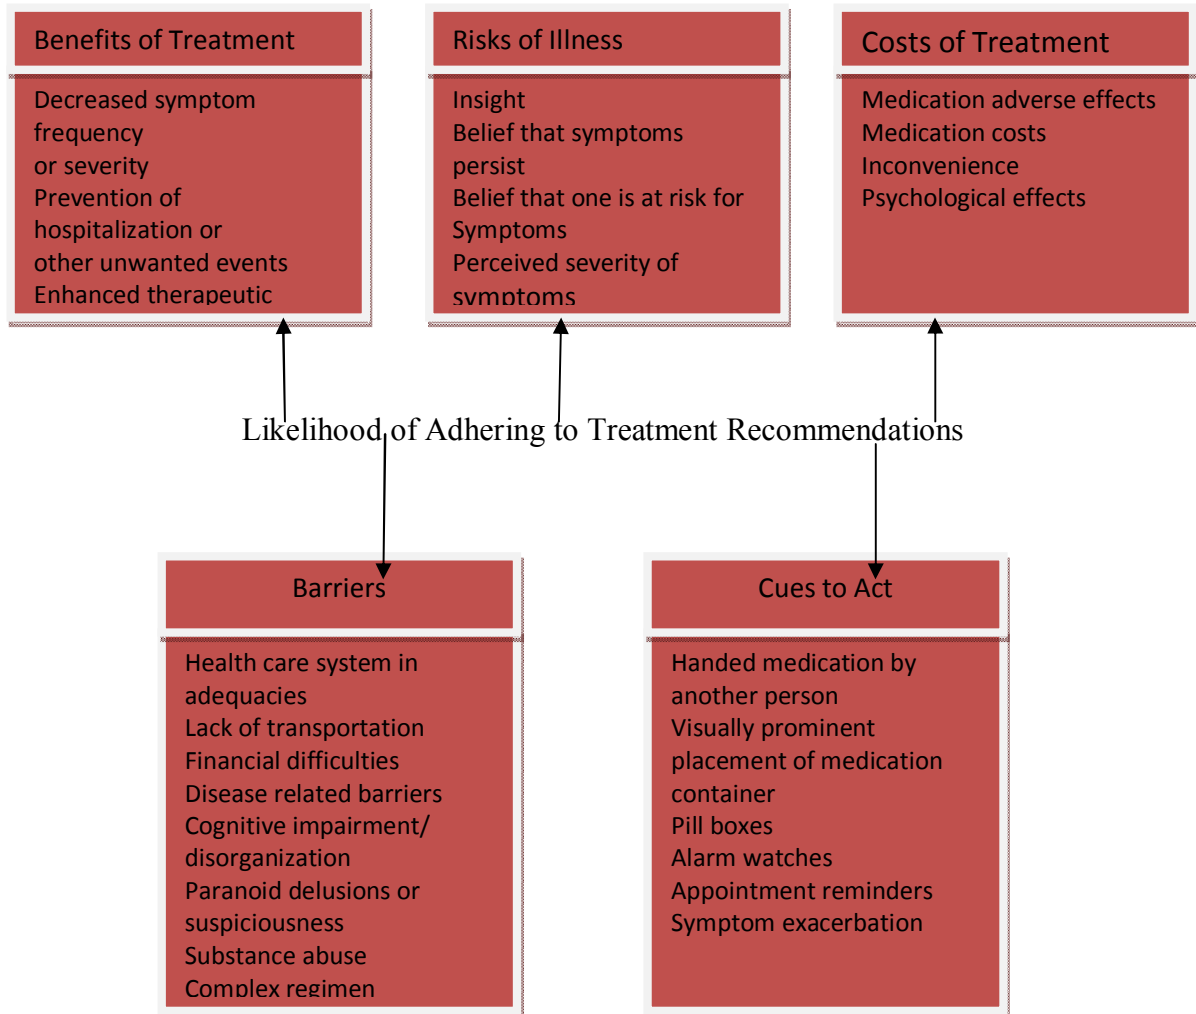 Benefits of Treatment
Decreased symptom
frequency
or severity
Prevention of
hospitalization or
other unwanted events
Enhanced therapeutic
Risks of Illness
Insight
Belief that symptoms
persist
Belief that one is at risk for
Symptoms
Perceived severity of
symptoms
Costs of Treatment
Medication adverse effects
Medication costs
Inconvenience
Psychological effects
Likelihood of Adhering to Treatment Recommendations
Barriers
Health care system in
adequacies
Lack of transportation
Financial difficulties
Disease related barriers
Cognitive impairment/
disorganization
Paranoid delusions or
suspiciousness
Substance abuse
Complex regimen
Cues to Act
Handed medication by
another person
Visually prominent
placement of medication
container
Pill boxes
Alarm watches
Appointment reminders
Symptom exacerbation